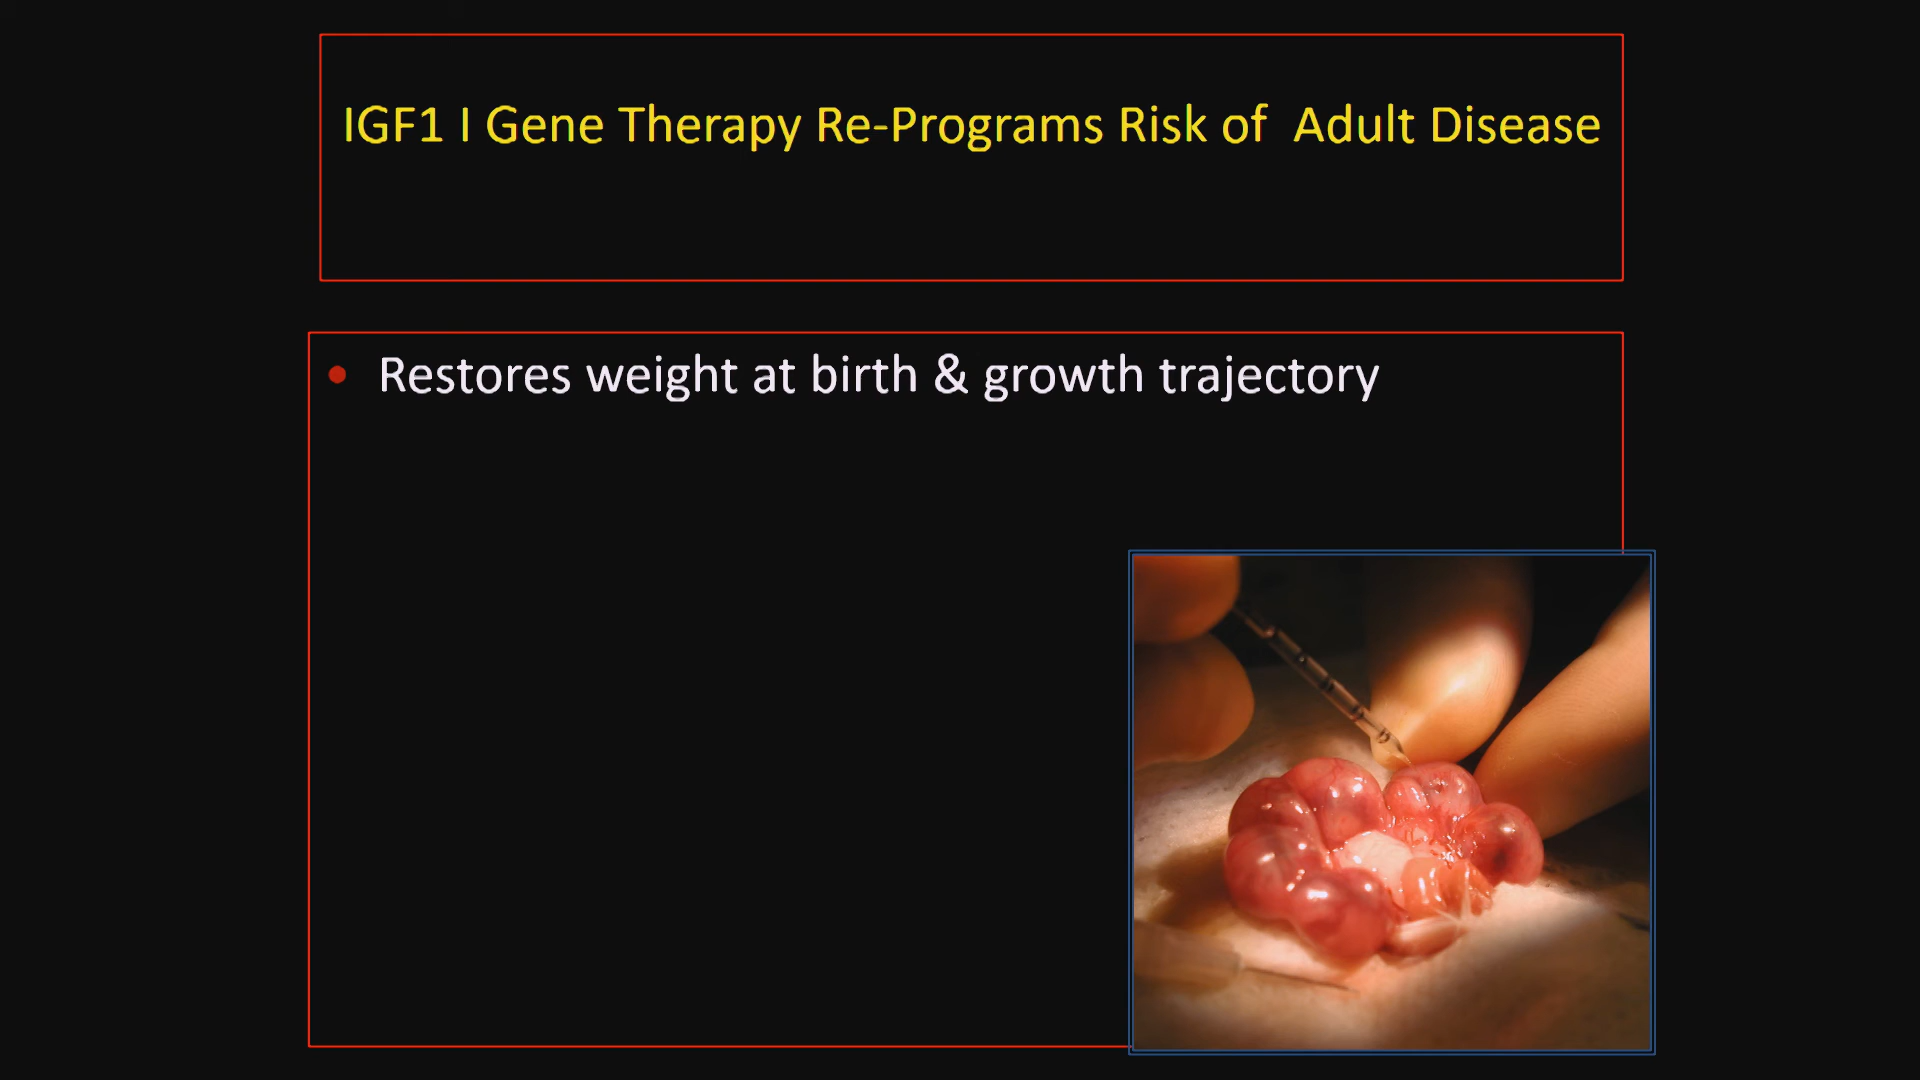 IGF1 I Gene Therapy Re-Programs Risk of  Adult Disease
• Restores weight at birth & growth trajectory